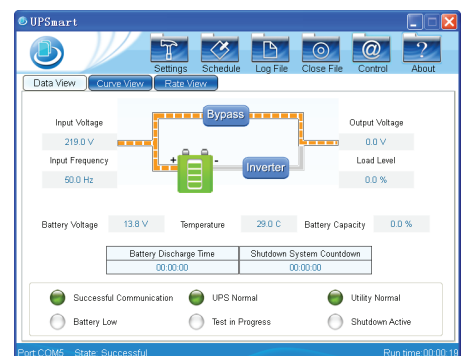 UPSmart
Settings Schedule Log File Close File Control About
Data View Curve View Rate View
Bypass
Input Voltage Output Voltage
219.0 V 0.0 V
Input Frequency Load Level
+ - Inverter
50.0 Hz 0.0 %
Battery Voltage 13.8 V Temperature 29.0 C Battery Capacity 0.0 %
Battery Discharge Time Shutdown System Countdown
00:00:00 00:00:00
Successful Communication UPS Normal Utility Normal
Battery Low Test in Progress Shutdown Active
Port:COM5 State: Successful Run time:00:00:19